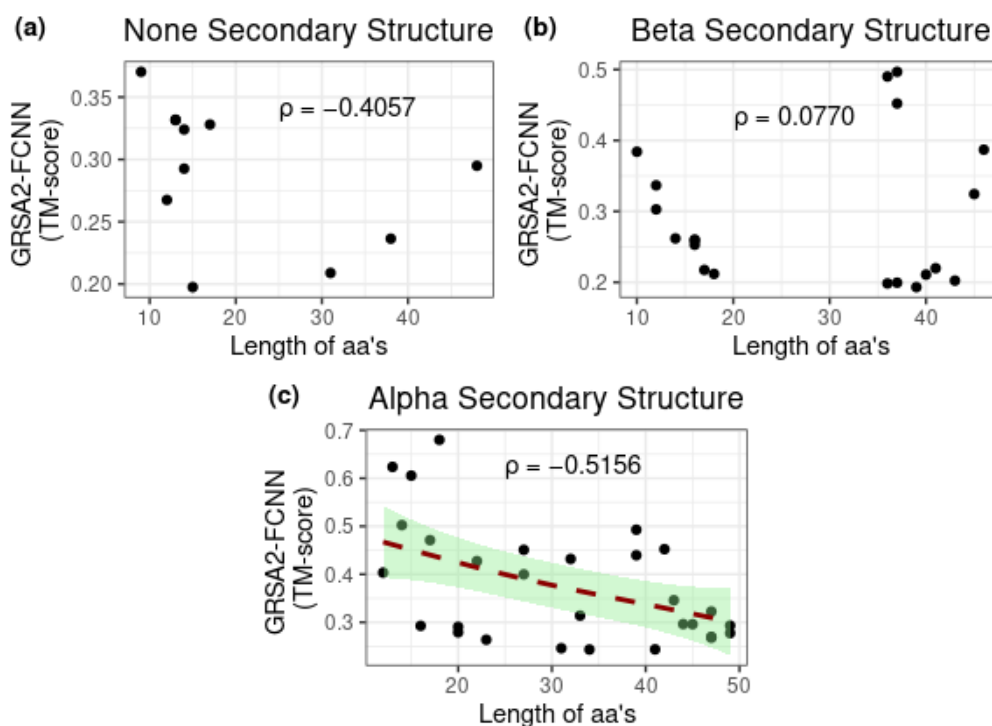 (a) None Secondary Structure
GRSA2-FCNN
(TM-score)
0.35
0.30
0.25
0.20
ρ = −0.4057
10 20 30 40
Length of aa's
(b) Beta Secondary Structure
GRSA2-FCNN
(TM-score)
0.5
0.4
0.3
0.2
ρ = 0.0770
10 20 30 40
Length of aa's
(c) Alpha Secondary Structure
GRSA2-FCNN
(TM-score)
0.7
0.6
0.5
0.4
0.3
ρ = −0.5156
20 30 40 50
Length of aa's